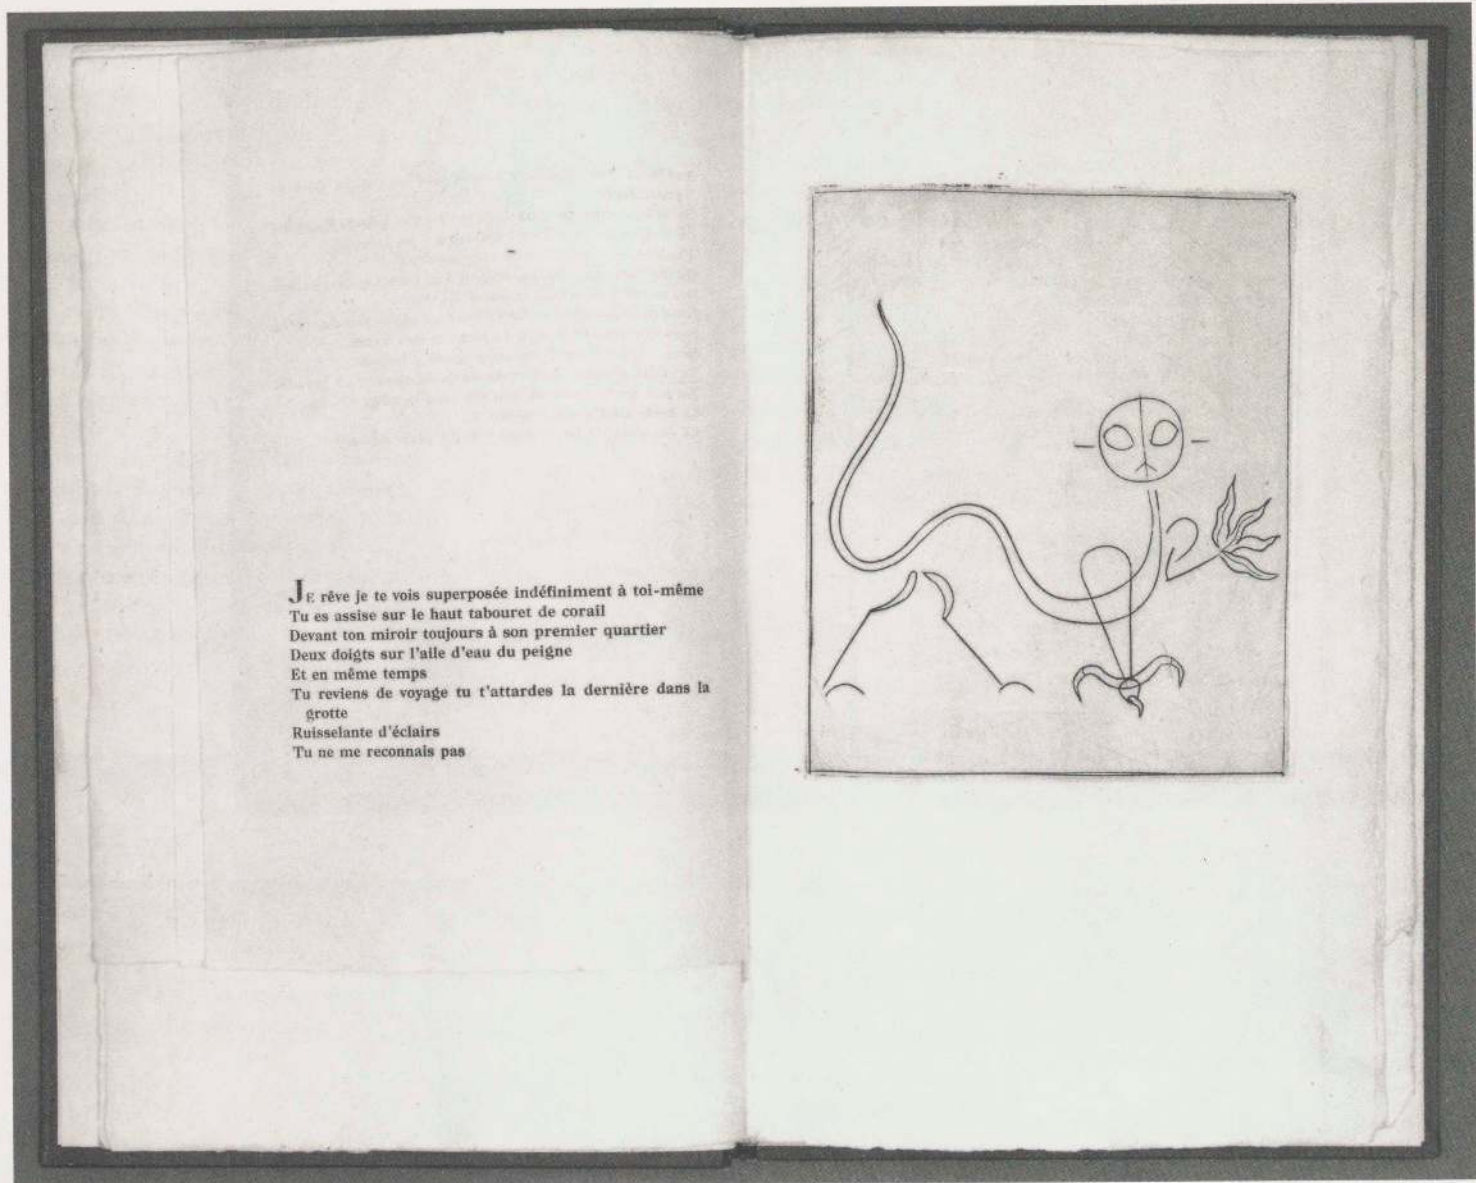 JE rêve je te vois superposée indéfiniment à toi-même
Tu es assise sur le haut tabouret de corail
Devant ton miroir toujours à son premier quartier
Deux doigts sur l'aile d'eau du peigne
Et en même temps
Tu reviens de voyage tu t'attardes la dernière dans la
grotte
Ruisselante d'éclairs
Tu ne me reconnais pas